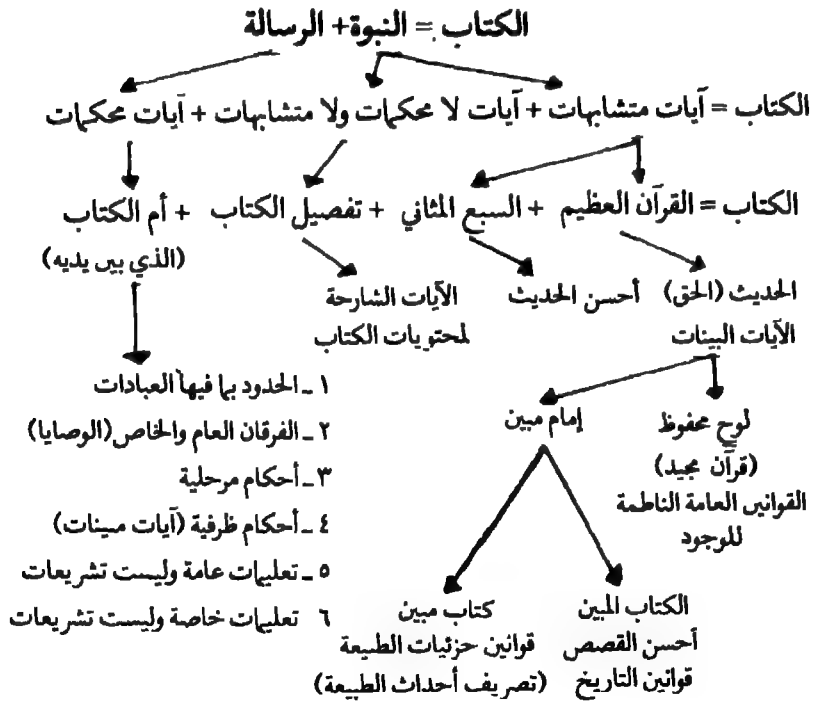 الكتاب = النبوة + الرسالة
الكتاب = آيات متشابهات + آيات لا محكمات ولا متشابهات + آيات محكمات
الكتاب = القرآن العظيم + السبع المثاني + تفصيل الكتاب + أم الكتاب
(الذي بين يديه)
الحديث (الحق)
الآيات البينات
أحسن الحديث
الآيات الشارحة
لمحتويات الكتاب
لوح محفوظ
(قرآن مجيد)
القوانين العامة الناظمة
للوجود
إمام مبين
الكتاب المبين
أحسن القصص
قوانين التاريخ
كتاب مبين
قوانين جزئيات الطبيعة
(تصريف أحداث الطبيعة)
١ ـ الحدود بما فيها العبادات
٢ ـ الفرقان العام والخاص (الوصايا)
٣ ـ أحكام مرحلية
٤ ـ أحكام ظرفية (آيات مبينات)
٥ ـ تعليمات عامة وليست تشريعات
٦ تعليمات خاصة وليست تشريعات